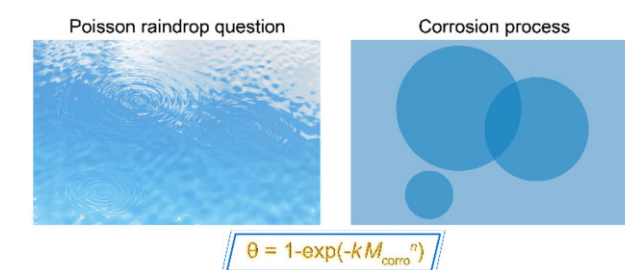 Poisson raindrop question
Corrosion process
θ = 1-exp(-kM_corro^n)